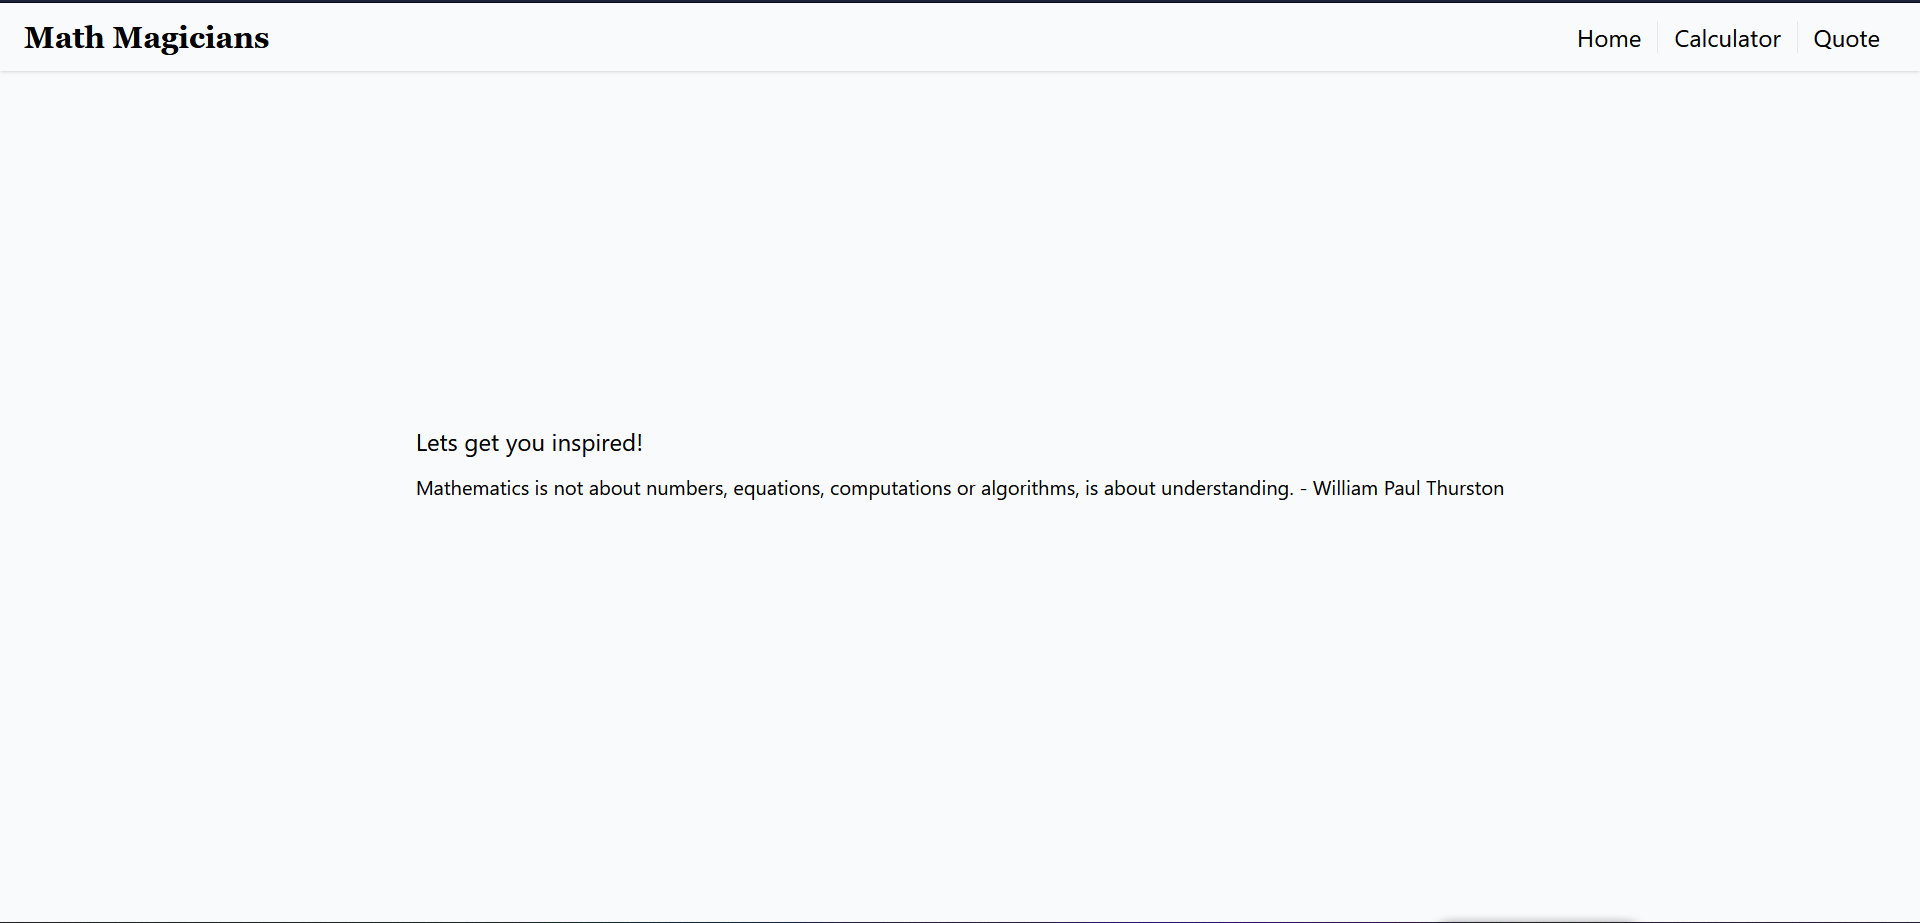 Math Magicians
Home
Calculator
Quote
Lets get you inspired!
Mathematics is not about numbers, equations, computations or algorithms, is about understanding. - William Paul Thurston